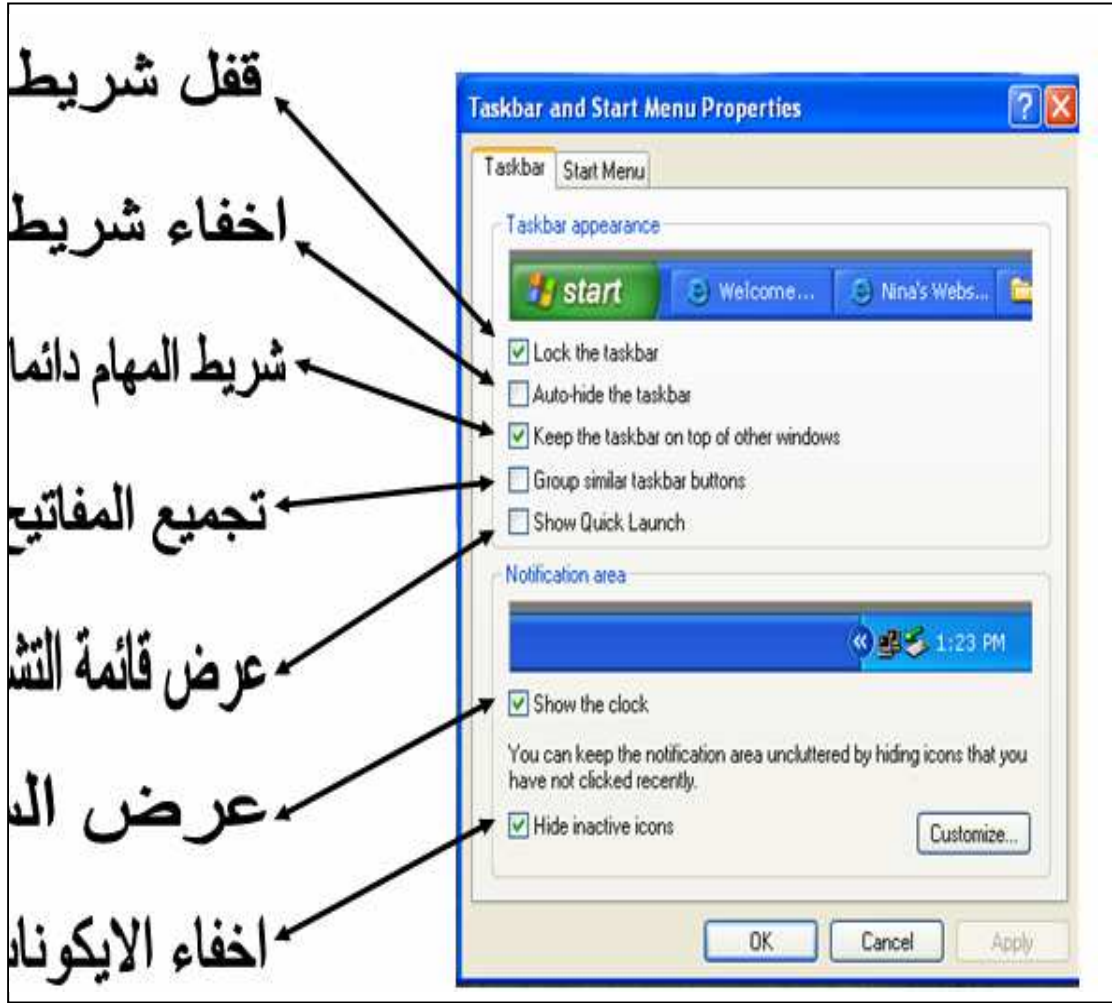 قفل شريط
اخفاء شريط
شريط المهام دائما
تجميع المفاتيح
عرض قائمة
عرض
اخفاء
Taskbar and Start Menu Properties
Taskbar
Start Menu
Taskbar appearance
start
Welcome...
Nina's Webs...
Lock the taskbar
Auto-hide the taskbar
Keep the taskbar on top of other windows
Group similar taskbar buttons
Show Quick Launch
Notification area
1:23 PM
Show the clock
You can keep the notification area uncluttered by hiding icons that you
have not clicked recently.
Hide inactive icons
Customize...
OK
Cancel
Apply